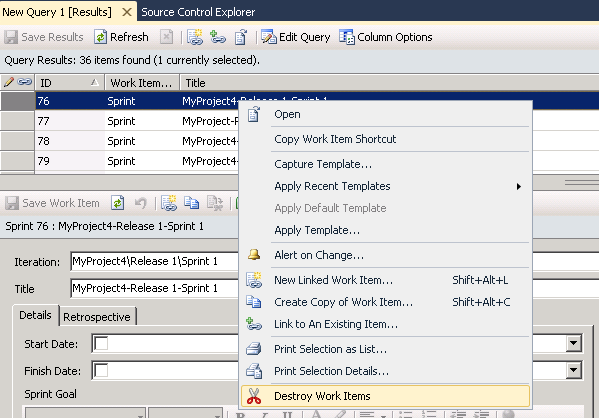 New Query 1 [Results] Source Control Explorer
Save Results Refresh Edit Query Column Options
Query Results: 36 items found (1 currently selected).
ID Work Item... Title
76 Sprint MyProject4-Release 1-Sprint 1
77 Sprint MyProject-R
78 Sprint MyProject4-
79 Sprint MyProject4-
Open
Copy Work Item Shortcut
Capture Template...
Apply Recent Templates
Apply Default Template
Apply Template...
Alert on Change...
New Linked Work Item... Shift+Alt+L
Create Copy of Work Item... Shift+Alt+C
Link to An Existing Item...
Print Selection as List...
Print Selection Details...
Destroy Work Items
Save Work Item
Sprint 76 : MyProject4-Release 1-Sprint 1
Iteration: MyProject4\Release 1\Sprint 1
Title MyProject4-Release 1-Sprint 1
Details Retrospective
Start Date:
Finish Date:
Sprint Goal
B I U A